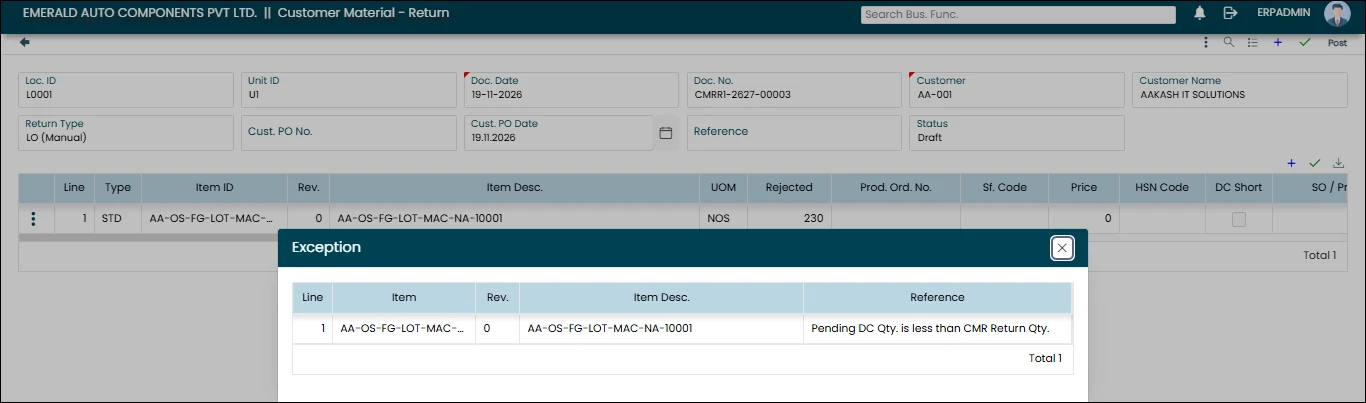 EMERALD AUTO COMPONENTS PVT LTD. || Customer Material - Return
Search Bus. Func.
ERPADMIN
Post
Loc. ID Unit ID Doc. Date Doc. No. Customer Customer Name
L0001 U1 19-11-2026 CMRR1-2627-00003 AA-001 AAKASH IT SOLUTIONS
Return Type Cust. PO No. Cust. PO Date Reference Status
LO (Manual) 19.11.2026 Draft
Line Type Item ID Rev. Item Desc. UOM Rejected Prod. Ord. No. Sf. Code Price HSN Code DC Short SO / Pr
1 STD AA-OS-FG-LOT-MAC-... 0 AA-OS-FG-LOT-MAC-NA-10001 NOS 230 0
Total 1
Exception
Line Item Rev. Item Desc. Reference
1 AA-OS-FG-LOT-MAC-... 0 AA-OS-FG-LOT-MAC-NA-10001 Pending DC Qty. is less than CMR Return Qty.
Total 1